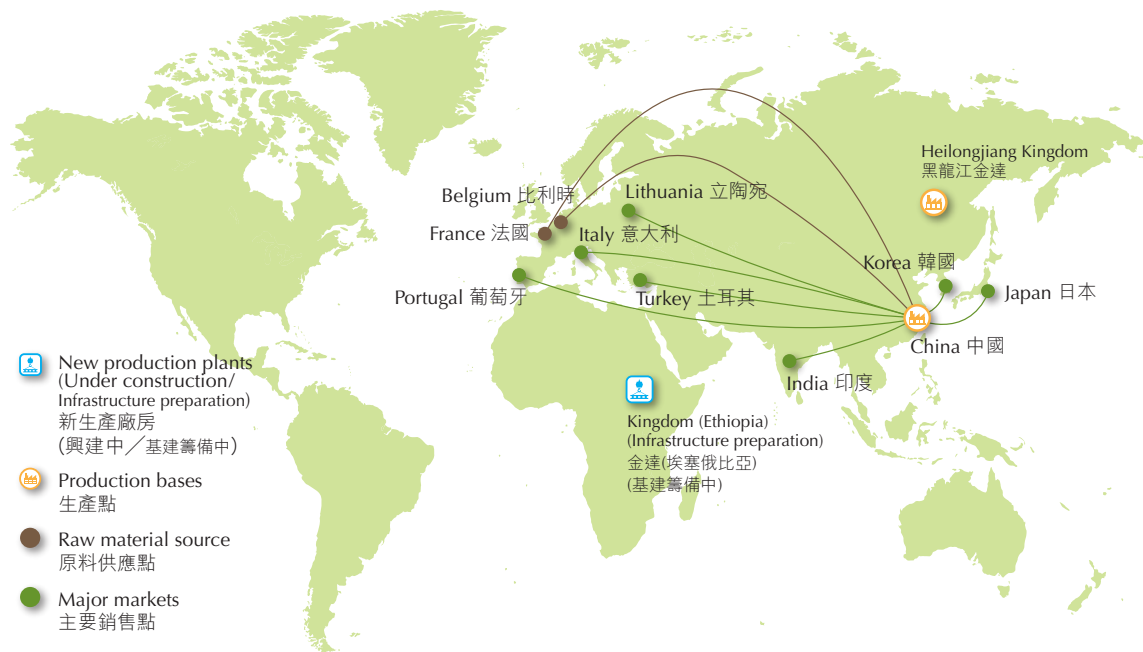 Heilongjiang Kingdom
黑龍江金達
Belgium 比利時
Lithuania 立陶宛
France 法國
Italy 意大利
Korea 韓國
Portugal 葡萄牙
Turkey 土耳其
Japan 日本
China 中國
India 印度
New production plants
(Under construction/
Infrastructure preparation)
新生產廠房
(興建中╱基建籌備中)
Kingdom (Ethiopia)
(Infrastructure preparation)
金達(埃塞俄比亞)
(基建籌備中)
Production bases
生產點
Raw material source
原料供應點
Major markets
主要銷售點